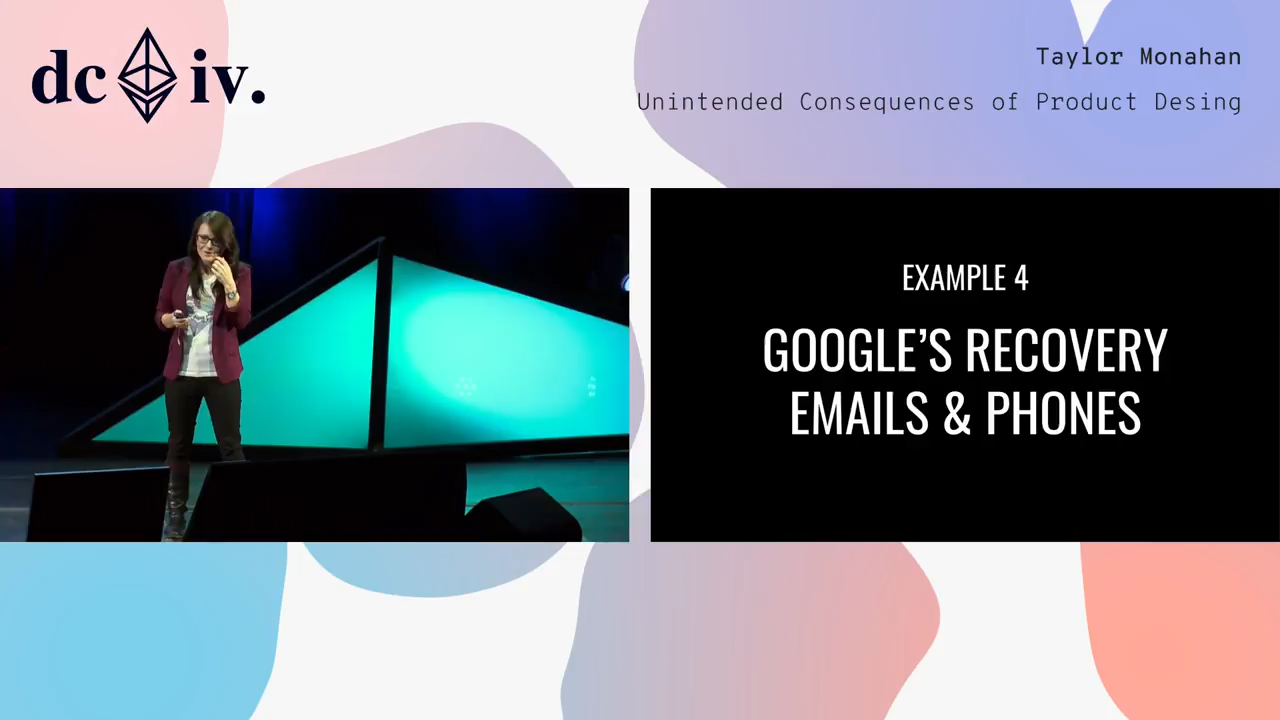 dc iv.
Taylor Monahan
Unintended Consequences of Product Desing
EXAMPLE 4
GOOGLE'S RECOVERY
EMAILS & PHONES